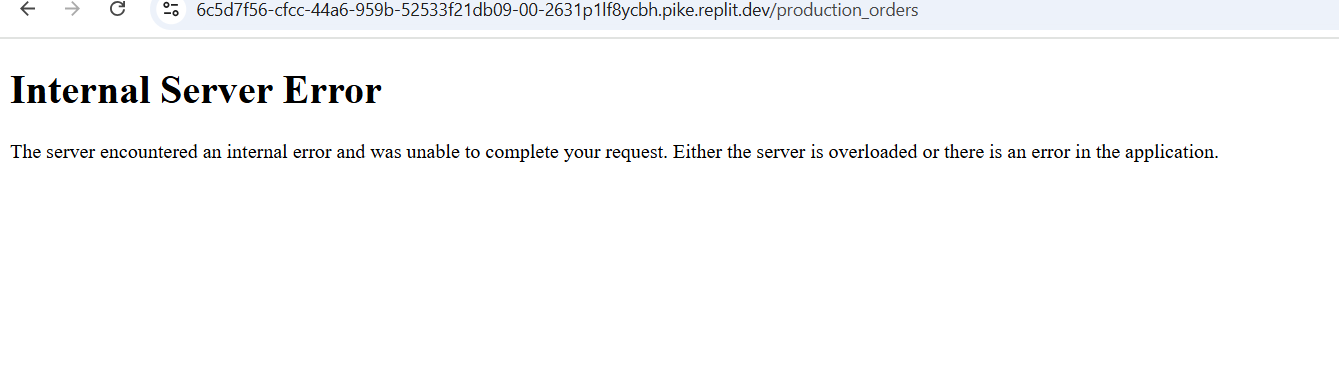 6c5d7f56-cfcc-44a6-959b-52533f21db09-00-2631p1lf8ycbh.pike.replit.dev/production_orders
Internal Server Error
The server encountered an internal error and was unable to complete your request. Either the server is overloaded or there is an error in the application.